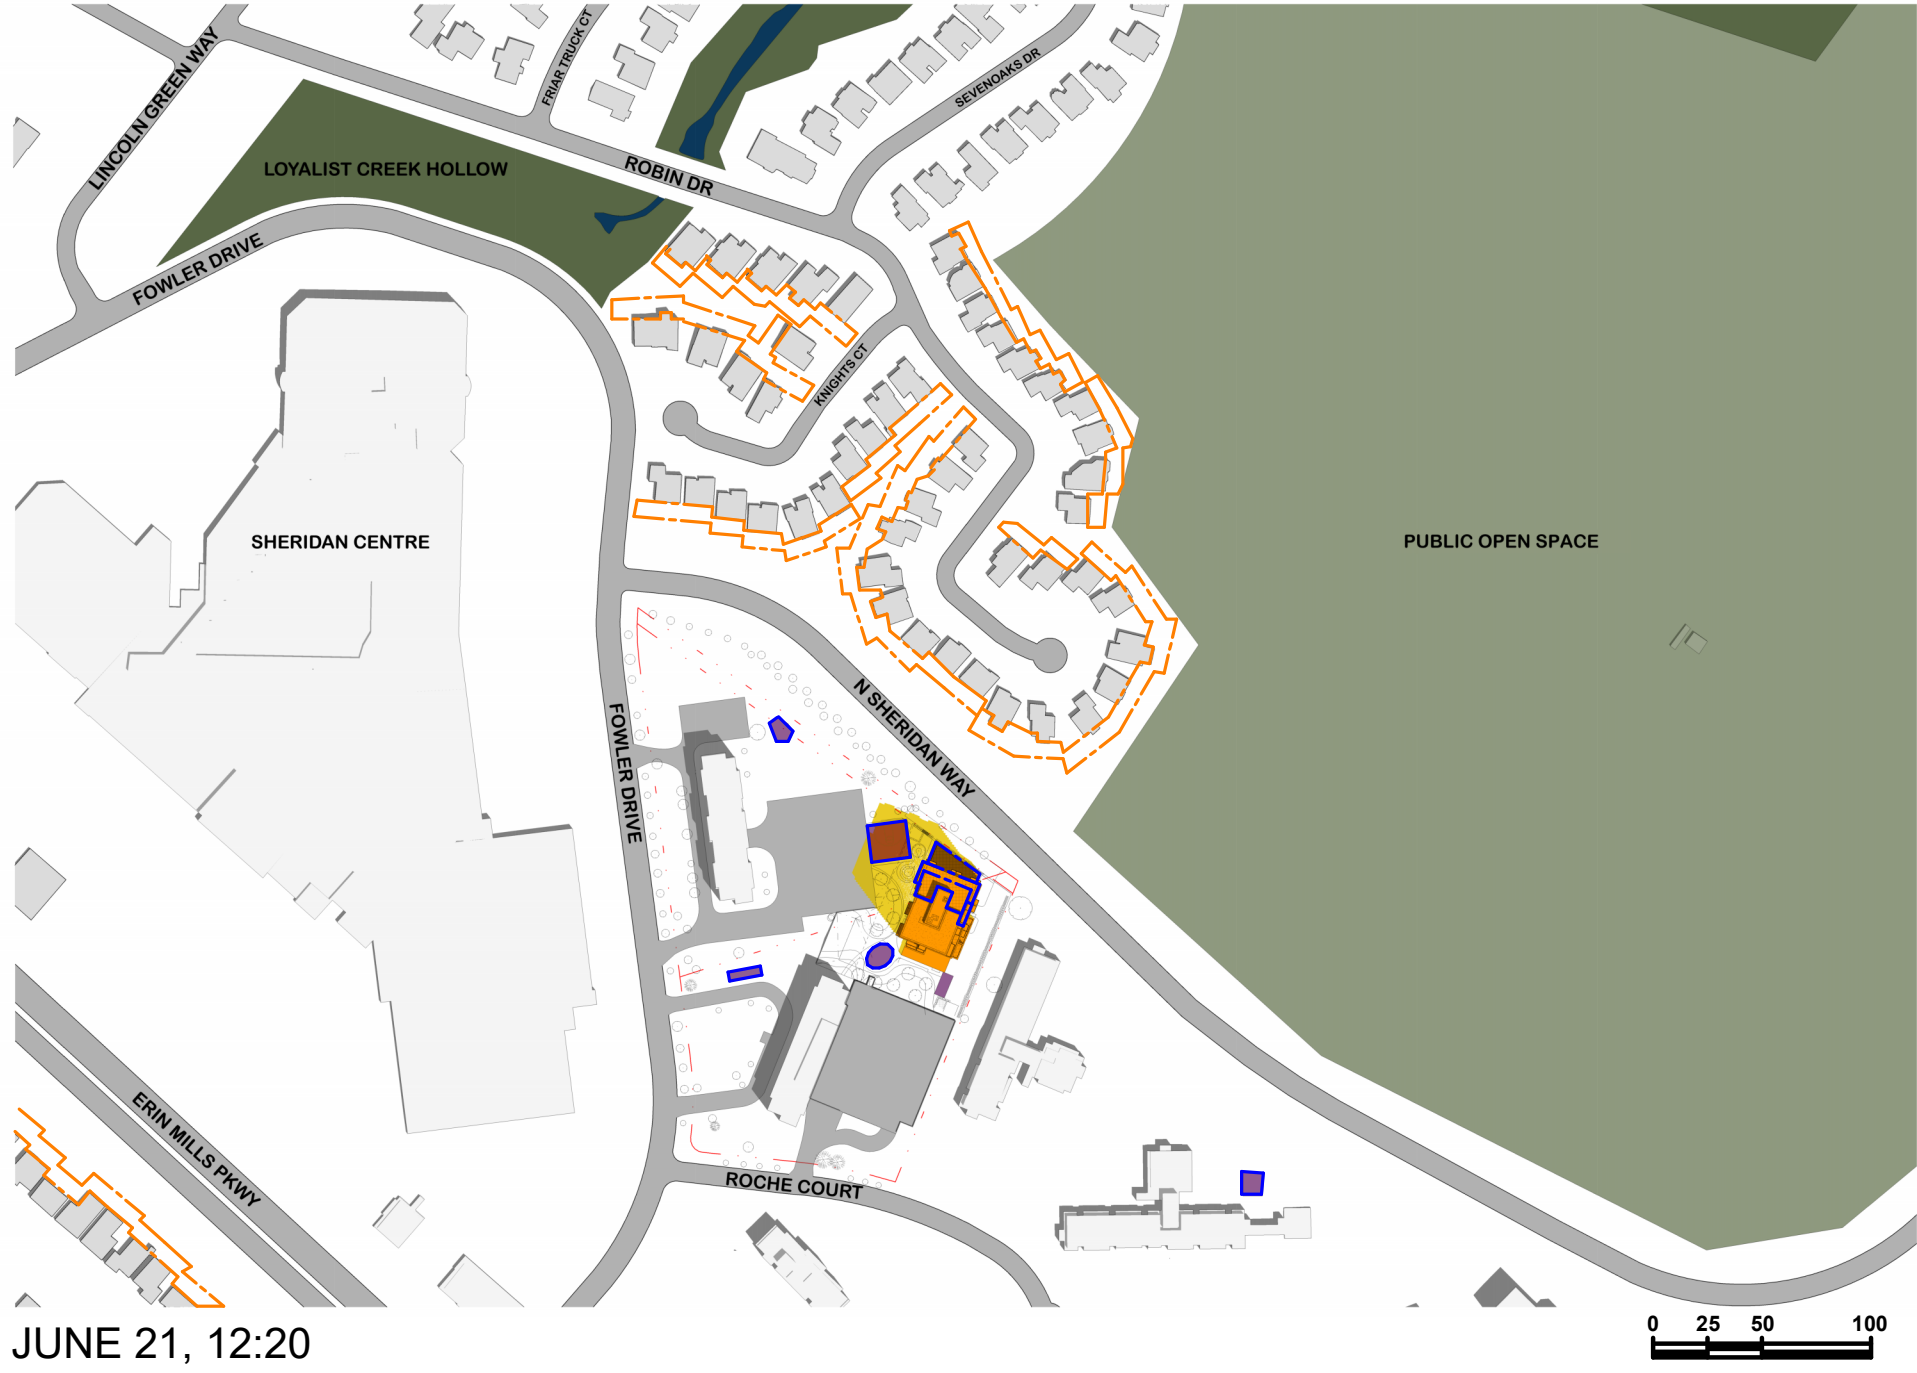 FRIAR TRUCK CT
LINCOLN GREEN WAY
SEVENOAKS DR
LOYALIST CREEK HOLLOW
ROBIN DR
FOWLER DRIVE
KNIGHTS CT
SHERIDAN CENTRE
PUBLIC OPEN SPACE
N SHERIDAN WAY
FOWLER DRIVE
ERIN MILLS PKWY
ROCHE COURT
JUNE 21, 12:20
0 25 50 100